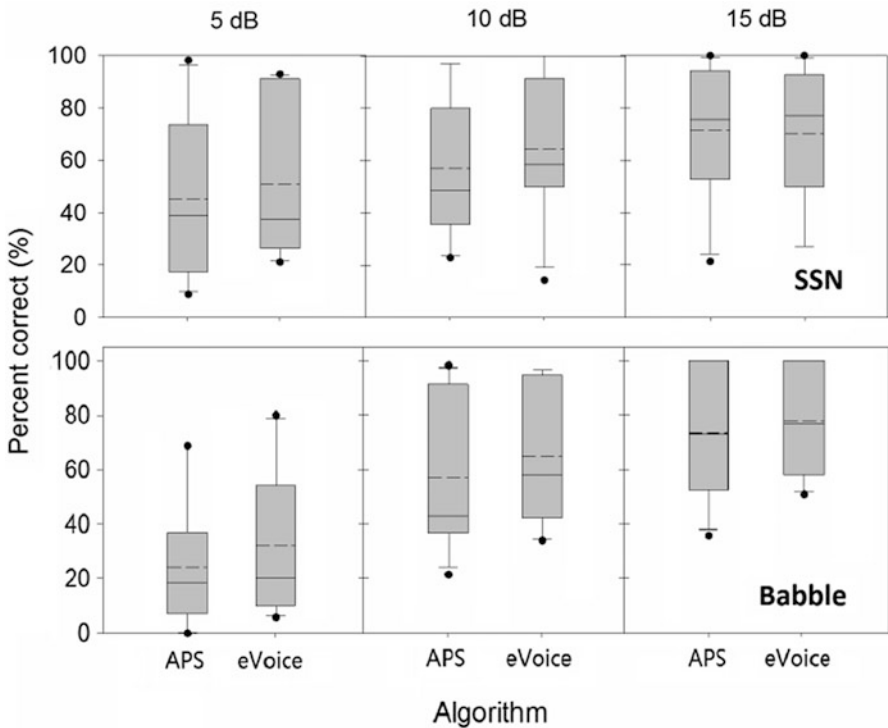 5 dB 10 dB 15 dB
Percent correct (%)
100
80
60
40
20
0
SSN
100
80
60
40
20
0
Babble
APS eVoice APS eVoice APS eVoice
Algorithm